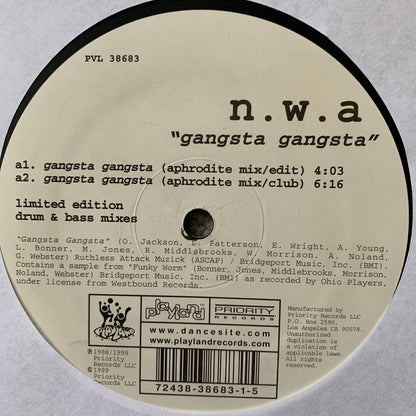 PVL 38683
n.w.a
"gangsta gangsta"
a1. gangsta gangsta (aphrodite mix/edit) 4:03
a2. gangsta gangsta (aphrodite mix/club) 6:16
limited edition
drum & bass mixes
"Gangsta Gangsta" (O. Jackson, L. Patterson, E. Wright, A. Young,
L. Bonner, M. Jones, R. Middlebrooks, W. Morrison, A. Noland,
G. Webster) Ruthless Attack Muzick (ASCAP) / Bridgeport Music, Inc. (BMI).
Contains a sample from "Funky Worm" (Bonner, Jones, Middlebrooks, Morrison,
Noland, Webster) Bridgeport Music, Inc. (BMI) as recorded by Ohio Players,
under license from Westbound Records.
PLAYLAND
playland
PRIORITY
RECORDS
www.dancesite.com
www.playlandrecords.com
72438-38683-1-5
℗ 1988/1999
Priority
Records LLC
© 1999
Priority
Records LLC
Manufactured by
Priority Records LLC
P.O. Box 2590,
Los Angeles CA 90078.
Unauthorized
duplication is
a violation of
applicable Laws.